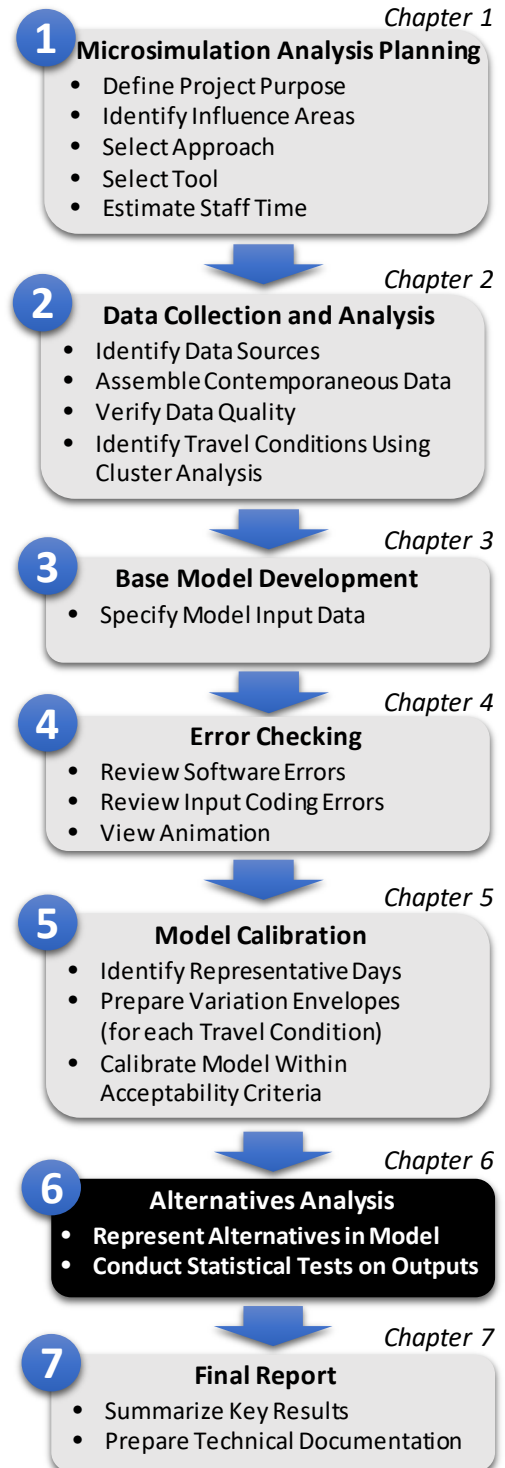 Chapter 1
1
Microsimulation Analysis Planning
• Define Project Purpose
• Identify Influence Areas
• Select Approach
• Select Tool
• Estimate Staff Time
Chapter 2
2
Data Collection and Analysis
• Identify Data Sources
• Assemble Contemporaneous Data
• Verify Data Quality
• Identify Travel Conditions Using
Cluster Analysis
Chapter 3
3
Base Model Development
• Specify Model Input Data
Chapter 4
4
Error Checking
• Review Software Errors
• Review Input Coding Errors
• View Animation
Chapter 5
5
Model Calibration
• Identify Representative Days
• Prepare Variation Envelopes
(for each Travel Condition)
• Calibrate Model Within
Acceptability Criteria
Chapter 6
6
Alternatives Analysis
• Represent Alternatives in Model
• Conduct Statistical Tests on Outputs
Chapter 7
7
Final Report
• Summarize Key Results
• Prepare Technical Documentation